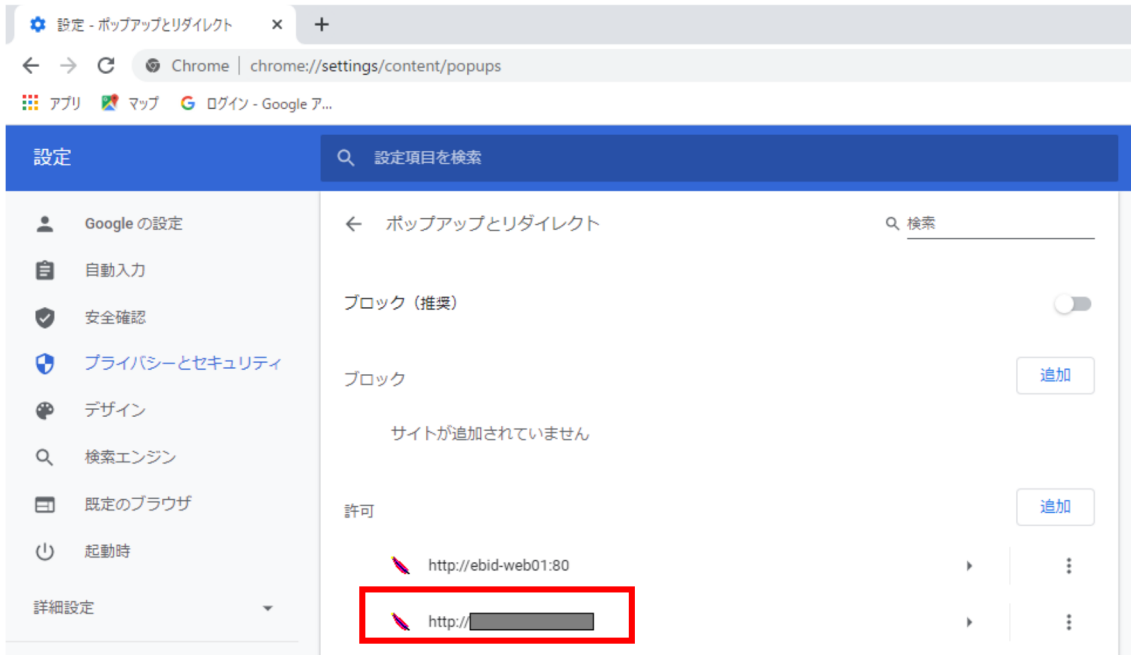 設定 - ポップアップとリダイレクト
Chrome | chrome://settings/content/popups
アプリ マップ ログイン - Google ア...
設定
設定項目を検索
Google の設定
自動入力
安全確認
プライバシーとセキュリティ
デザイン
検索エンジン
既定のブラウザ
起動時
詳細設定
ポップアップとリダイレクト
検索
ブロック（推奨）
ブロック
追加
サイトが追加されていません
許可
追加
http://ebid-web01:80
http://